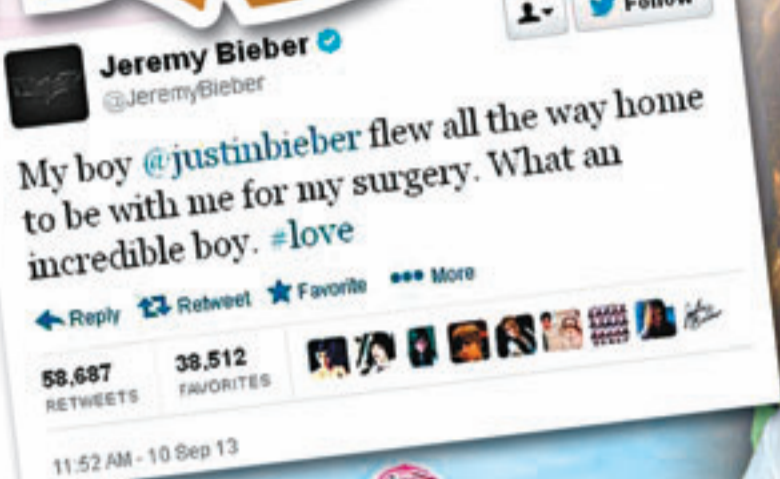 Follow
Jeremy Bieber
@JeremyBieber
My boy @justinbieber flew all the way home
to be with me for my surgery. What an
incredible boy. #love
Reply Retweet Favorite More
58,687
RETWEETS
38,512
FAVORITES
11:52 AM - 10 Sep 13